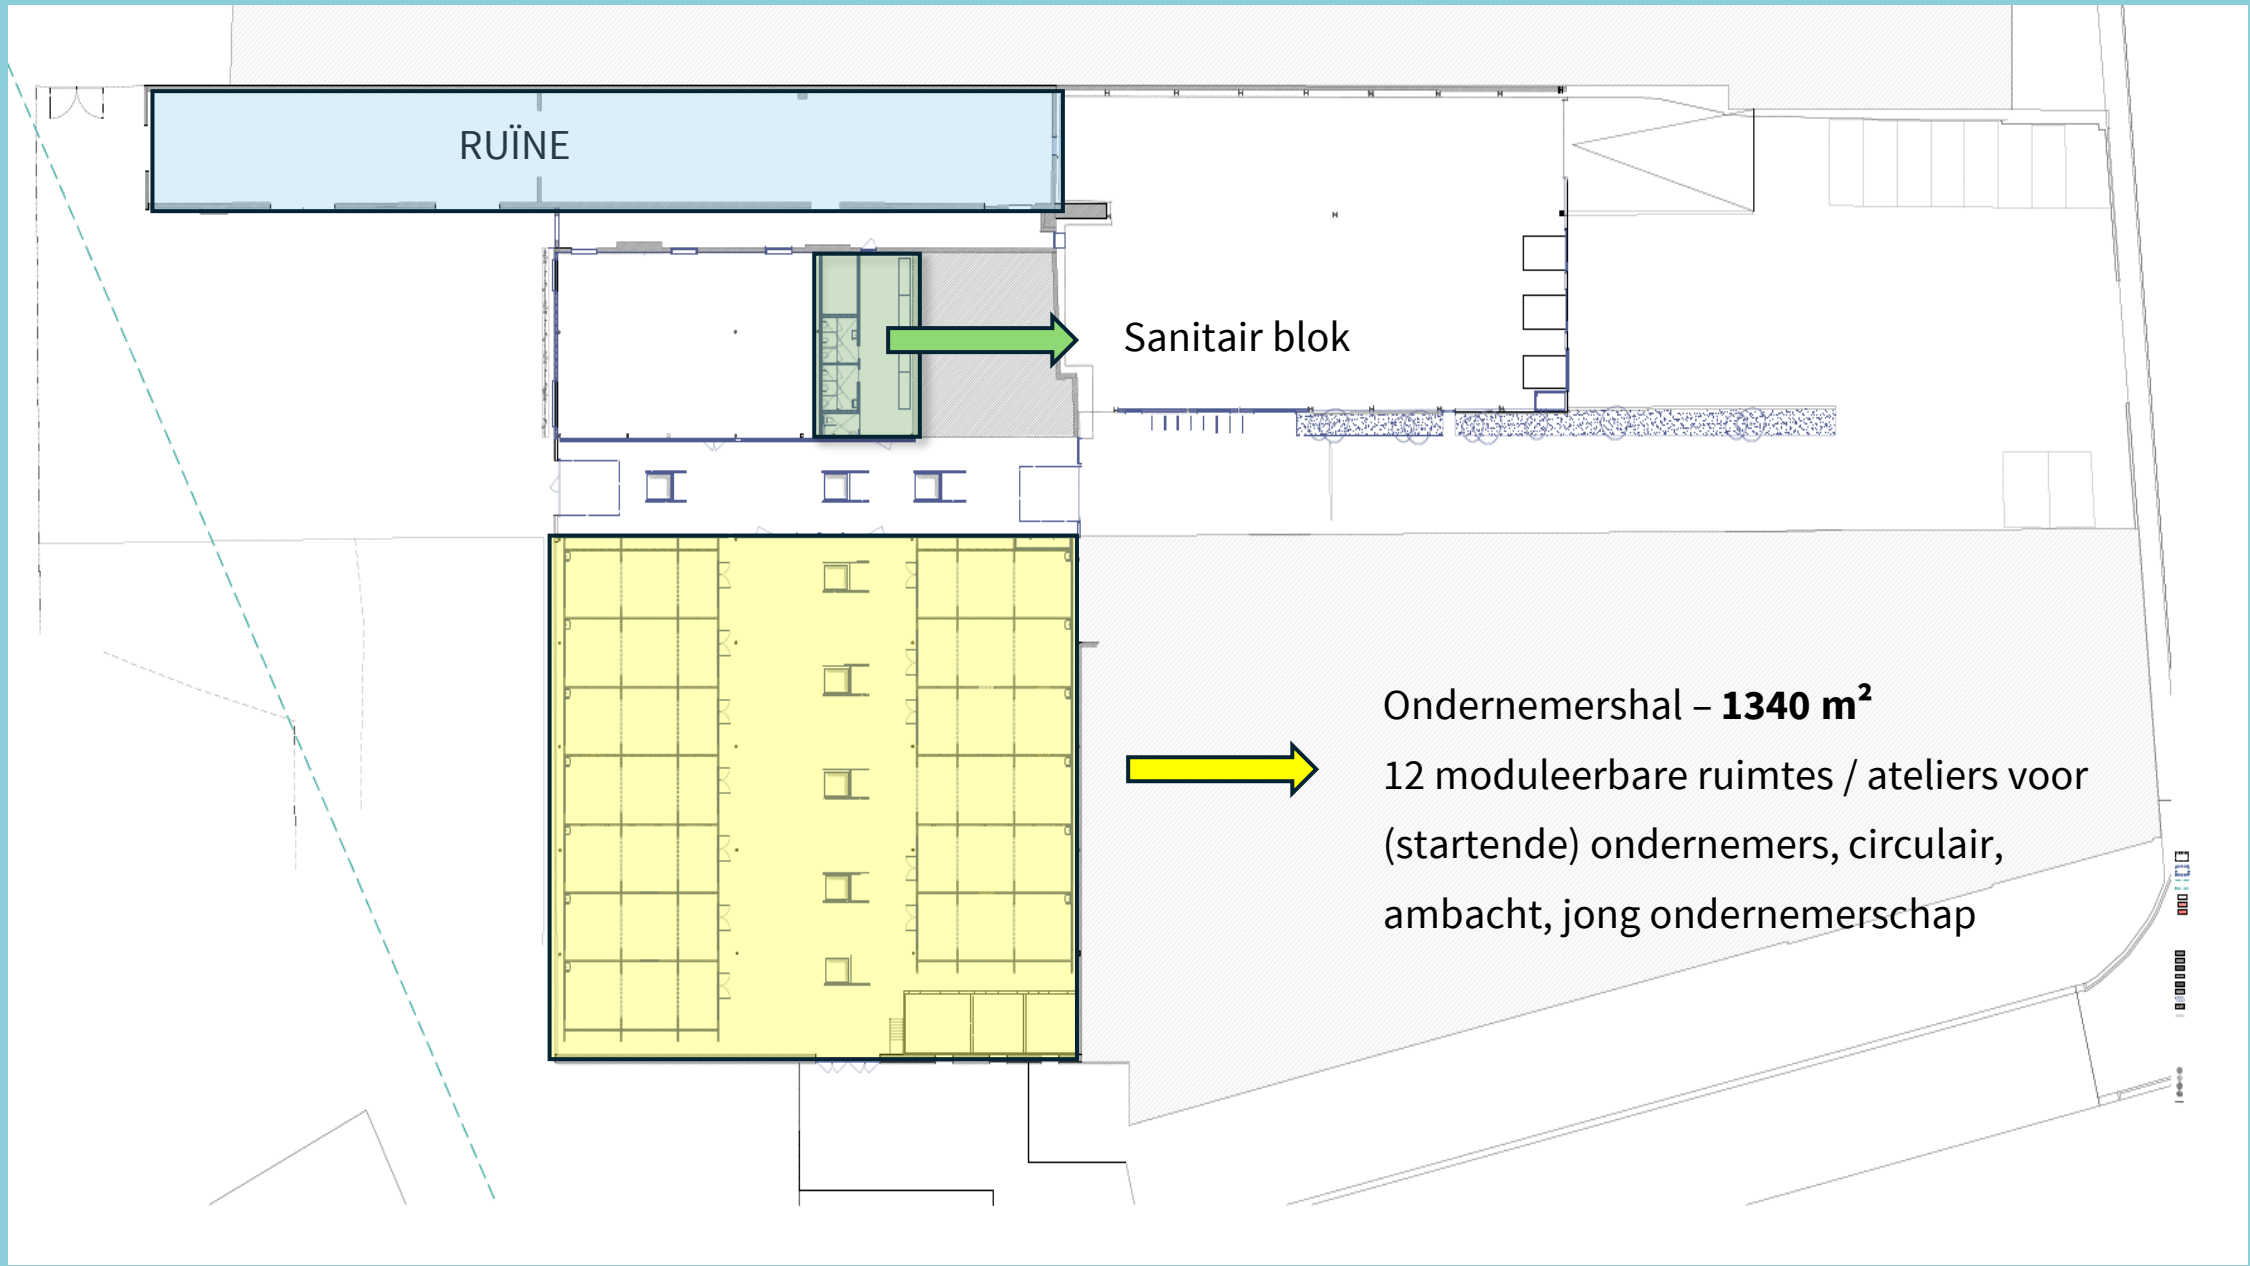 RUÏNE
Sanitair blok
Ondernemershal – 1340 m²
12 moduleerbare ruimtes / ateliers voor
(startende) ondernemers, circulair,
ambacht, jong ondernemerschap